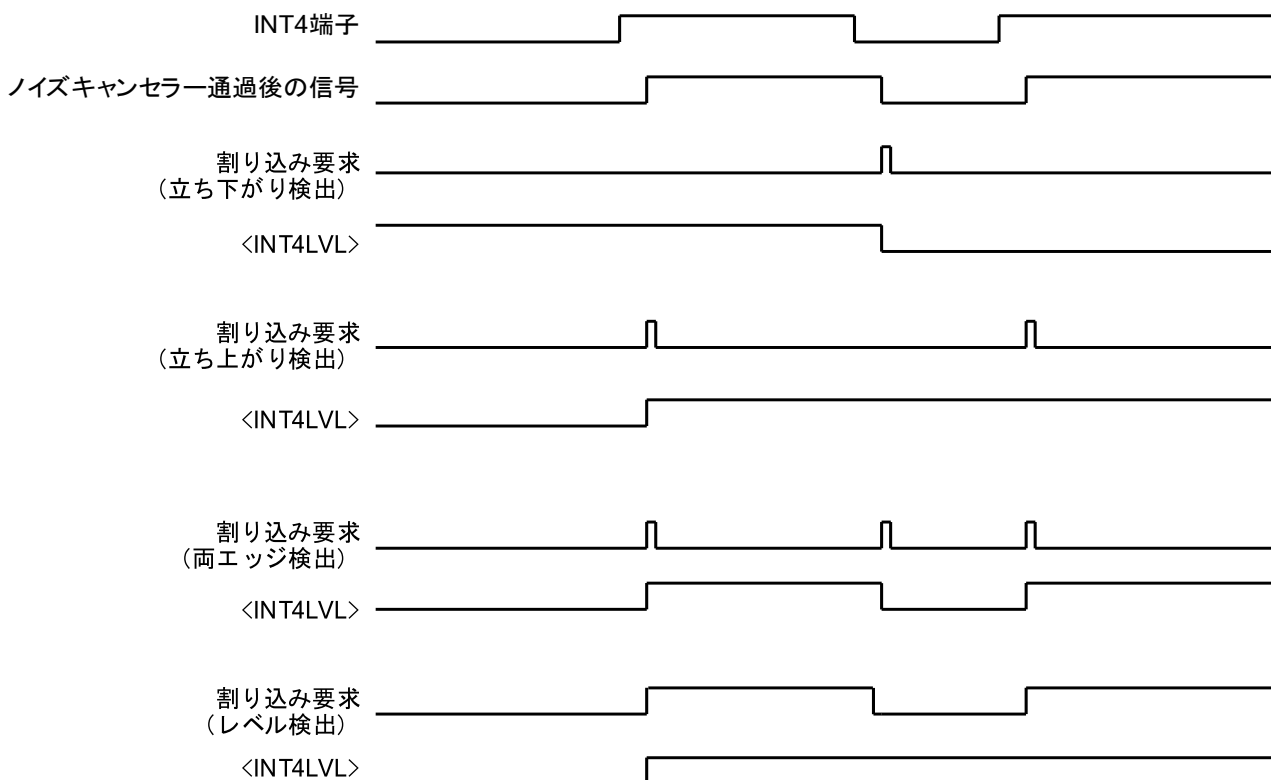 INT4端子
ノイズキャンセラー通過後の信号
割り込み要求
(立ち下がり検出)
<INT4LVL>
割り込み要求
(立ち上がり検出)
<INT4LVL>
割り込み要求
(両エッジ検出)
<INT4LVL>
割り込み要求
(レベル検出)
<INT4LVL>